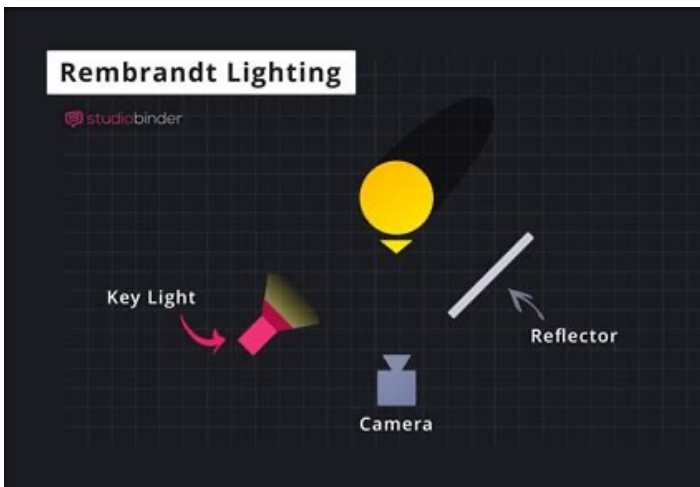 Rembrandt Lighting
studiobinder
Key Light
Reflector
Camera